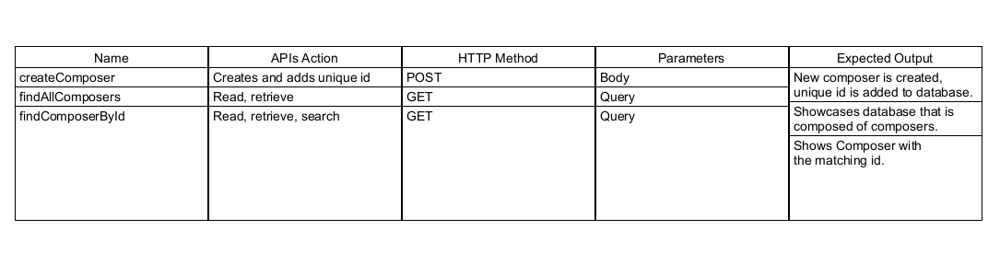 Name
APIs Action
HTTP Method
Parameters
Expected Output
createComposer
Creates and adds unique id
POST
Body
New composer is created,
unique id is added to database.
findAllComposers
Read, retrieve
GET
Query
Showcases database that is
composed of composers.
findComposerById
Read, retrieve, search
GET
Query
Shows Composer with
the matching id.